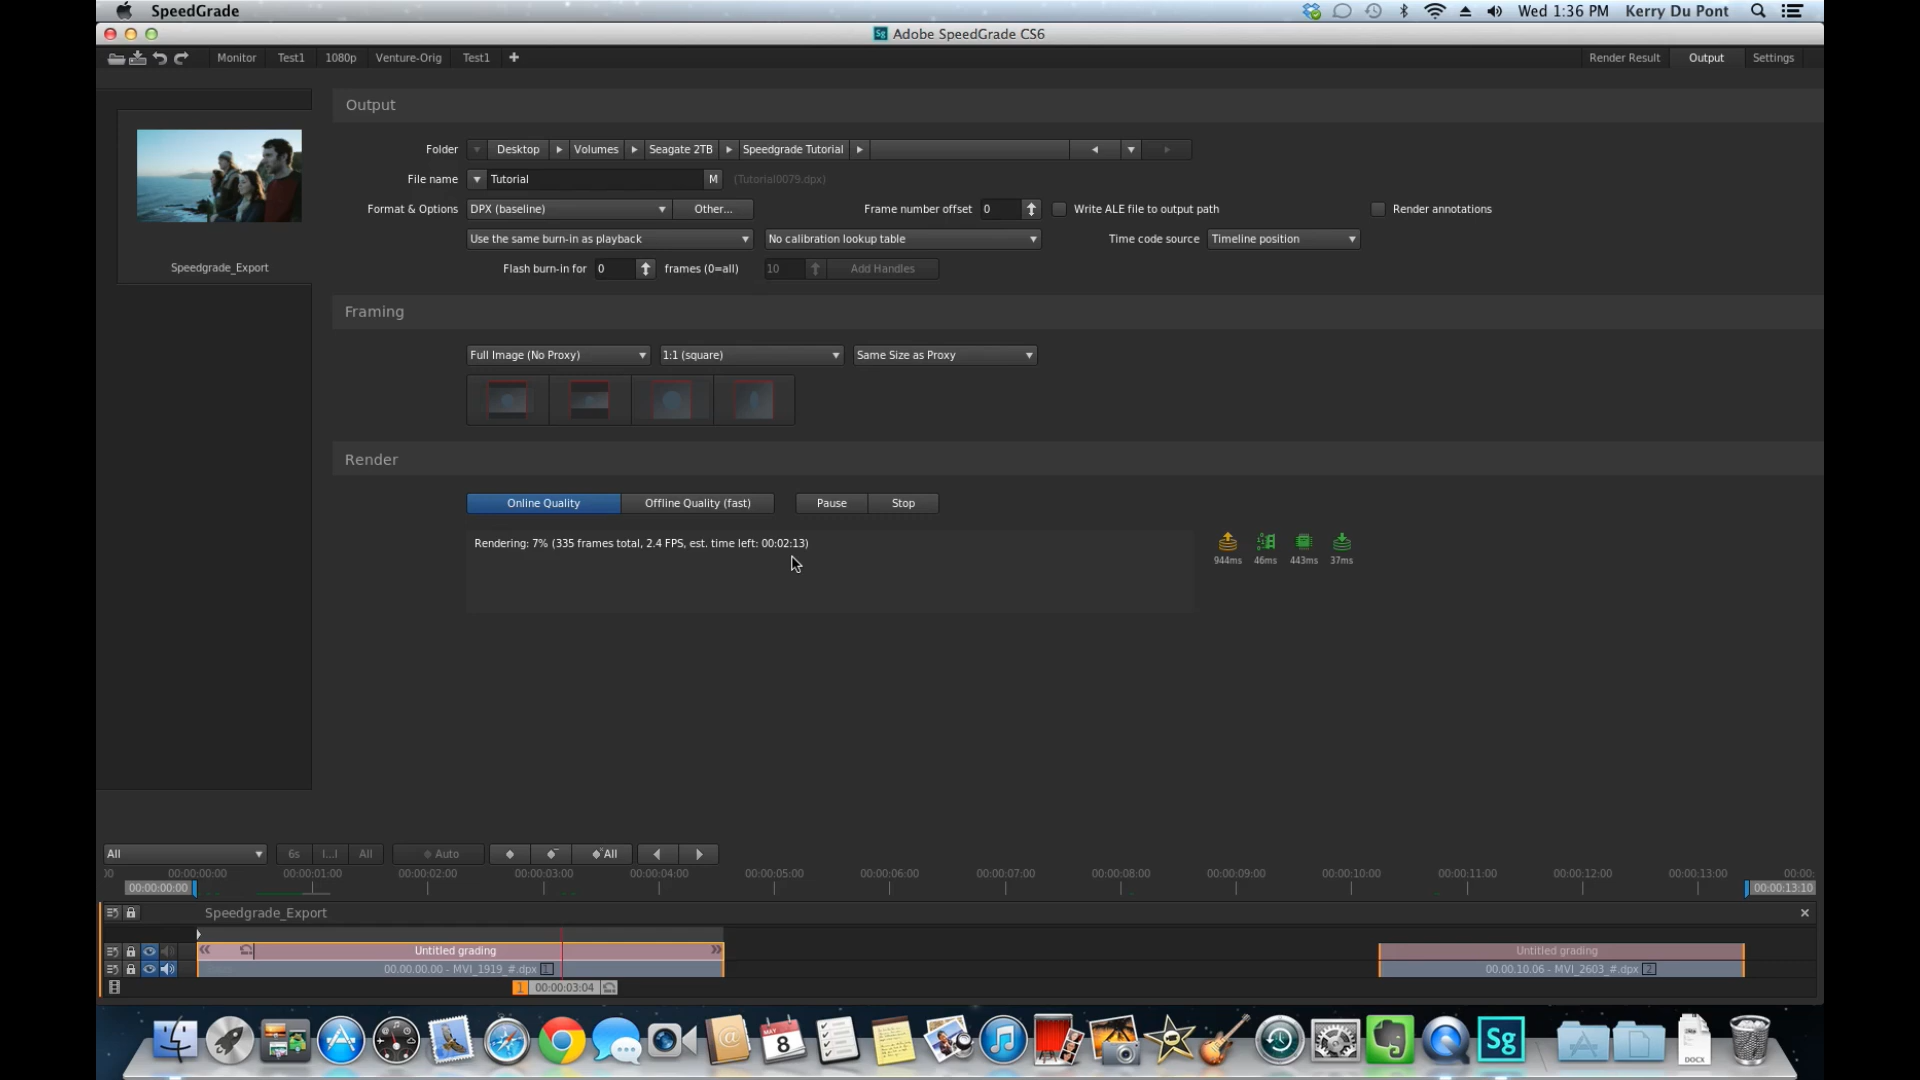 SpeedGrade
Wed 1:36 PM Kerry Du Pont
Sg Adobe SpeedGrade CS6
Monitor Test1 1080p Venture-Orig Test1 +
Render Result Output Settings
Output
Folder Desktop Volumes Seagate 2TB Speedgrade Tutorial
File name Tutorial M (Tutorial0079.dpx)
Format & Options DPX (baseline) Other... Frame number offset 0 Write ALE file to output path Render annotations
Use the same burn-in as playback No calibration lookup table Time code source Timeline position
Flash burn-in for 0 frames (0=all) 10 Add Handles
Speedgrade_Export
Framing
Full Image (No Proxy) 1:1 (square) Same Size as Proxy
Render
Online Quality Offline Quality (fast) Pause Stop
Rendering: 7% (335 frames total, 2.4 FPS, est. time left: 00:02:13)
944ms 46ms 443ms 37ms
All 6s I...I All Auto All
00 00:00:00:00 00:00:01:00 00:00:02:00 00:00:03:00 00:00:04:00 00:00:05:00 00:00:06:00 00:00:07:00 00:00:08:00 00:00:09:00 00:00:10:00 00:00:11:00 00:00:12:00 00:00:13:00 00:00:
00:00:00:00 00:00:13:10
Speedgrade_Export
Untitled grading Untitled grading
00.00.00.00 - MVI_1919_#.dpx 1 00.00.10.06 - MVI_2603_#.dpx 2
1 00:00:03:04
MAY
8
Sg
DOCX